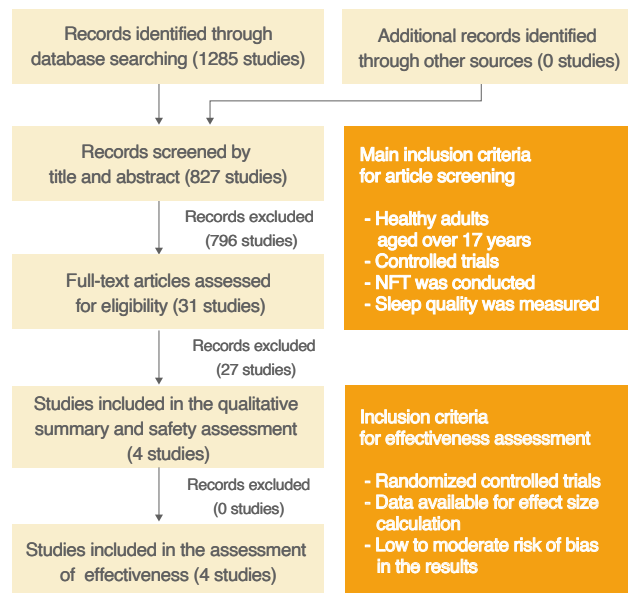 Records identified through
database searching (1285 studies)
Additional records identified
through other sources (0 studies)
Records screened by
title and abstract (827 studies)
Main inclusion criteria
for article screening
- Healthy adults
aged over 17 years
- Controlled trials
- NFT was conducted
- Sleep quality was measured
Records excluded
(796 studies)
Full-text articles assessed
for eligibility (31 studies)
Records excluded
(27 studies)
Studies included in the qualitative
summary and safety assessment
(4 studies)
Inclusion criteria
for effectiveness assessment
- Randomized controlled trials
- Data available for effect size
calculation
- Low to moderate risk of bias
in the results
Records excluded
(0 studies)
Studies included in the assessment
of effectiveness (4 studies)